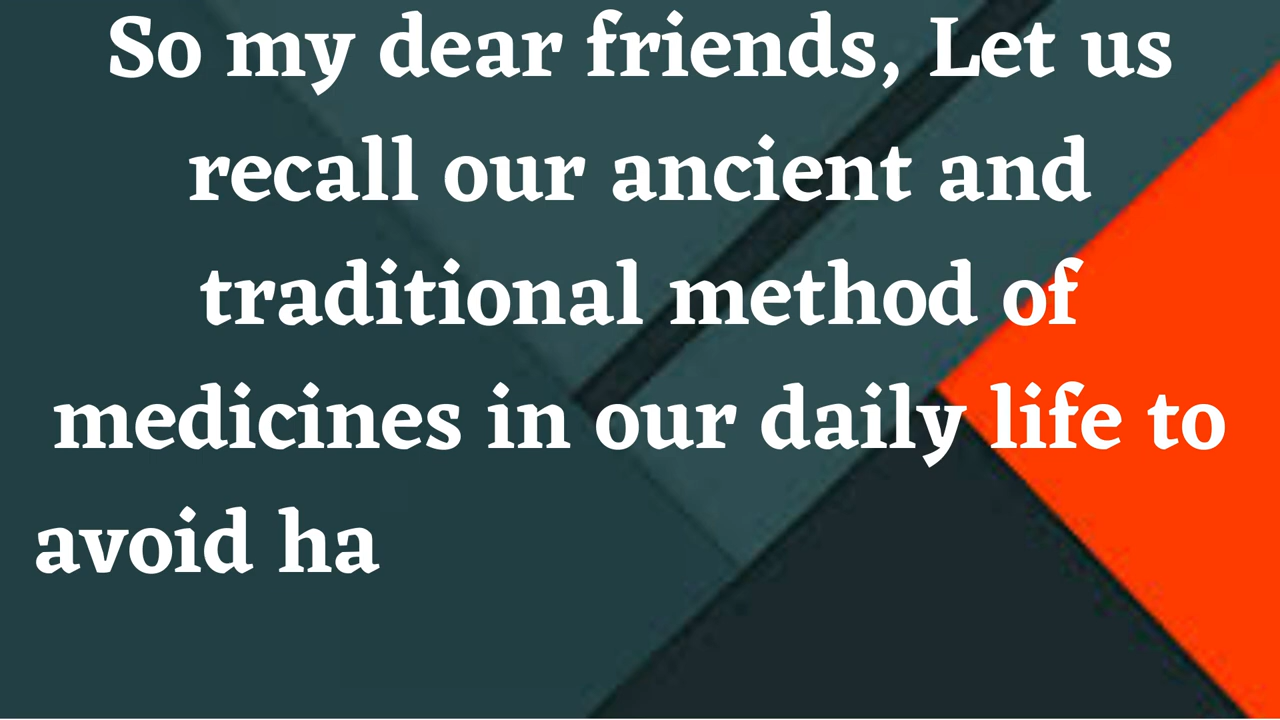 So my dear friends, Let us
recall our ancient and
traditional method of
medicines in our daily life to
avoid ha